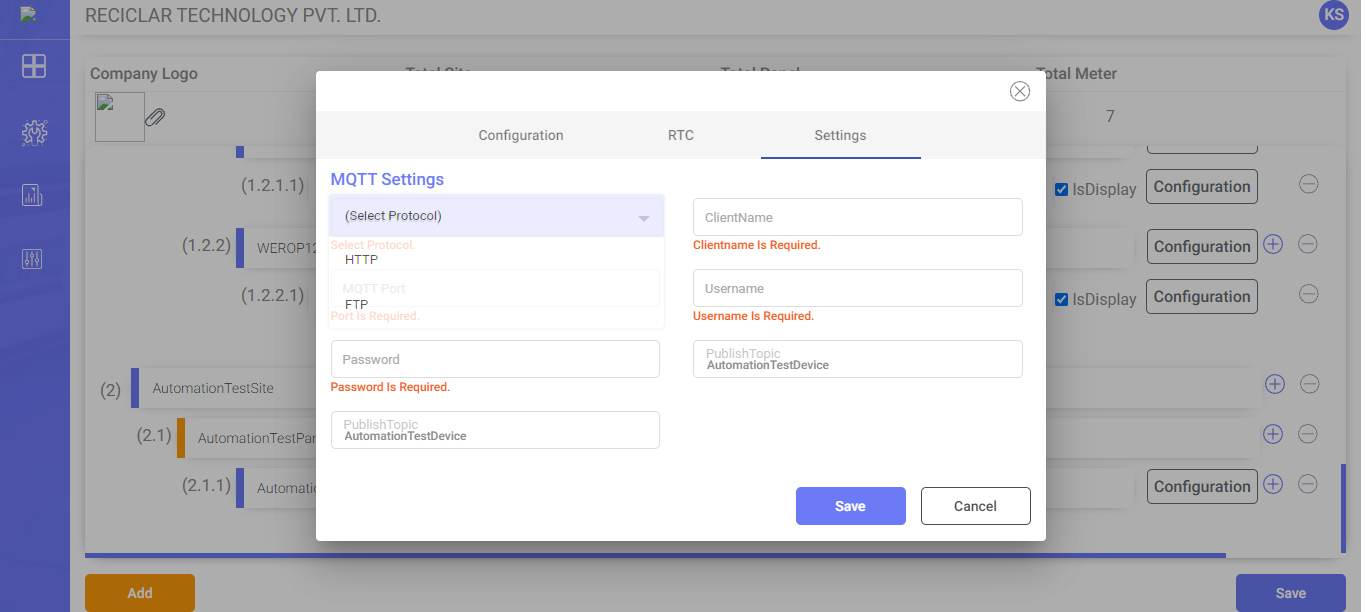 RECICLAR TECHNOLOGY PVT. LTD.
KS
Company Logo
Total Site
Total Panel
Total Meter
7
Configuration
RTC
Settings
(1.2.1.1)
IsDisplay
Configuration
MQTT Settings
(Select Protocol)
ClientName
Select Protocol.
Clientname Is Required.
(1.2.2)
WEROP12
Configuration
HTTP
MQTT Port
Username
FTP
(1.2.2.1)
IsDisplay
Configuration
Port Is Required.
Username Is Required.
Password
PublishTopic
AutomationTestDevice
Password Is Required.
(2)
AutomationTestSite
PublishTopic
AutomationTestDevice
(2.1)
AutomationTestPan
(2.1.1)
Automatio
Configuration
Save
Cancel
Add
Save